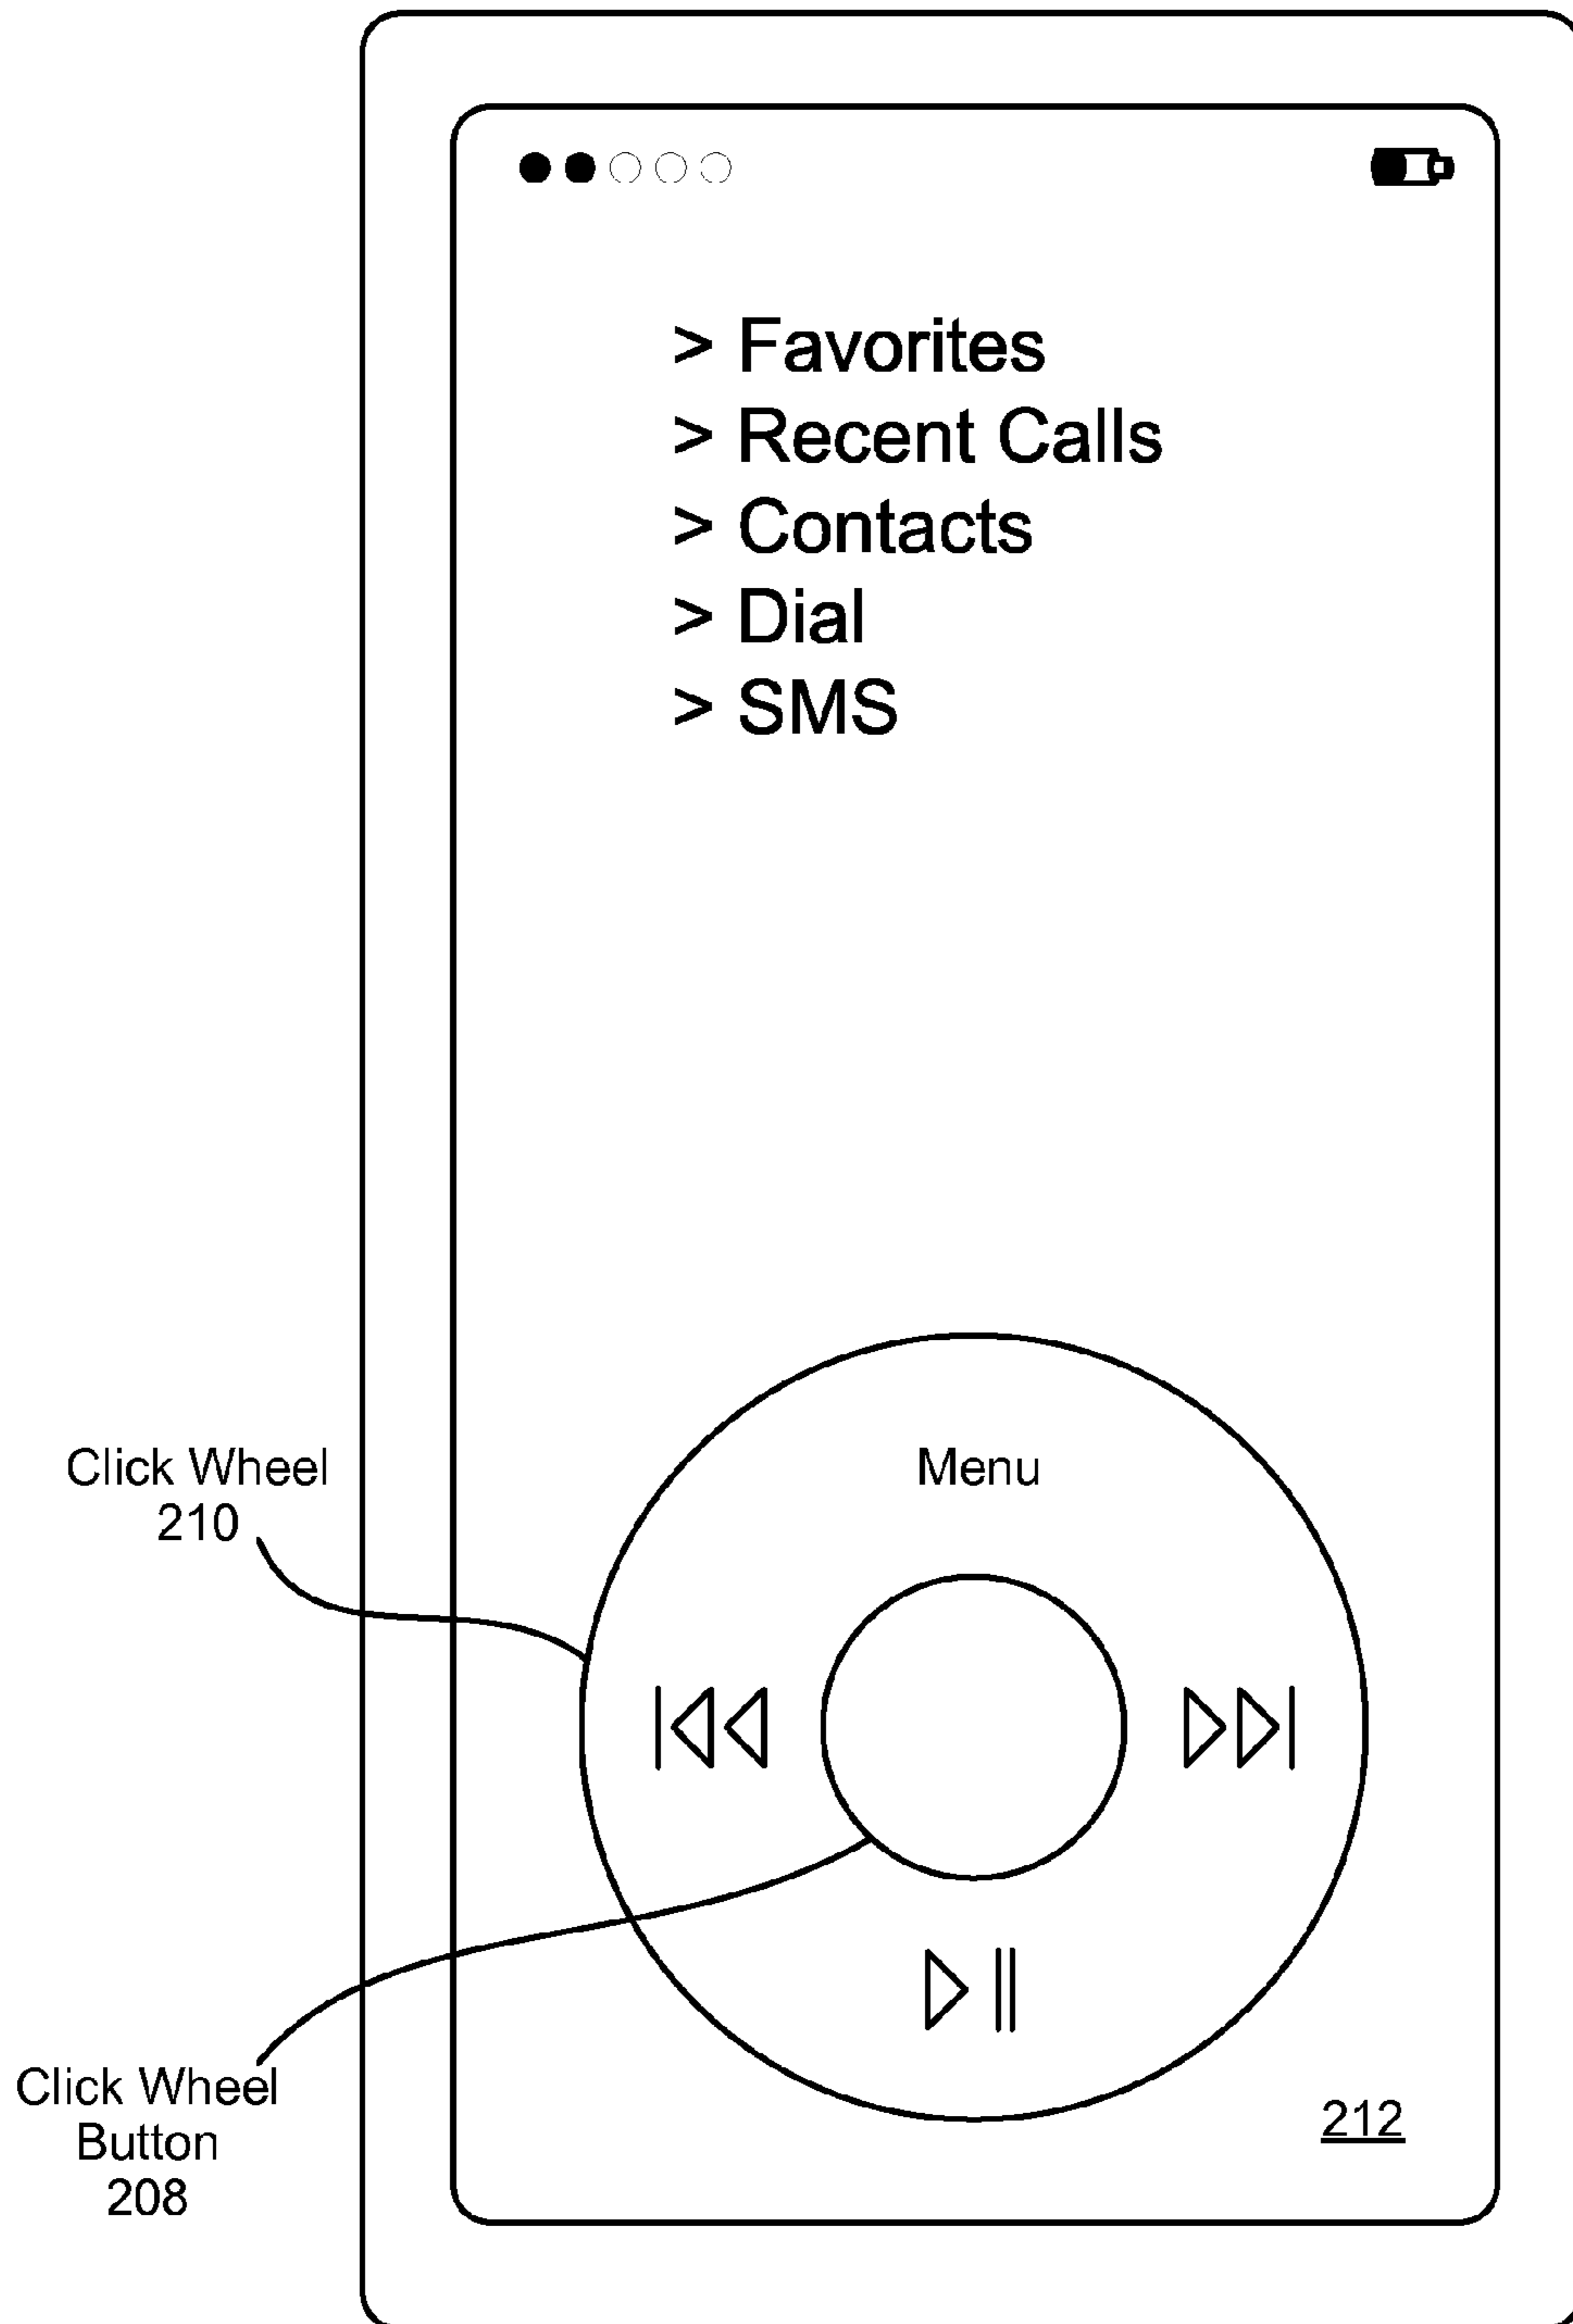 > Favorites
> Recent Calls
> Contacts
> Dial
> SMS
Click Wheel
210
Menu
Click Wheel
Button
208
212